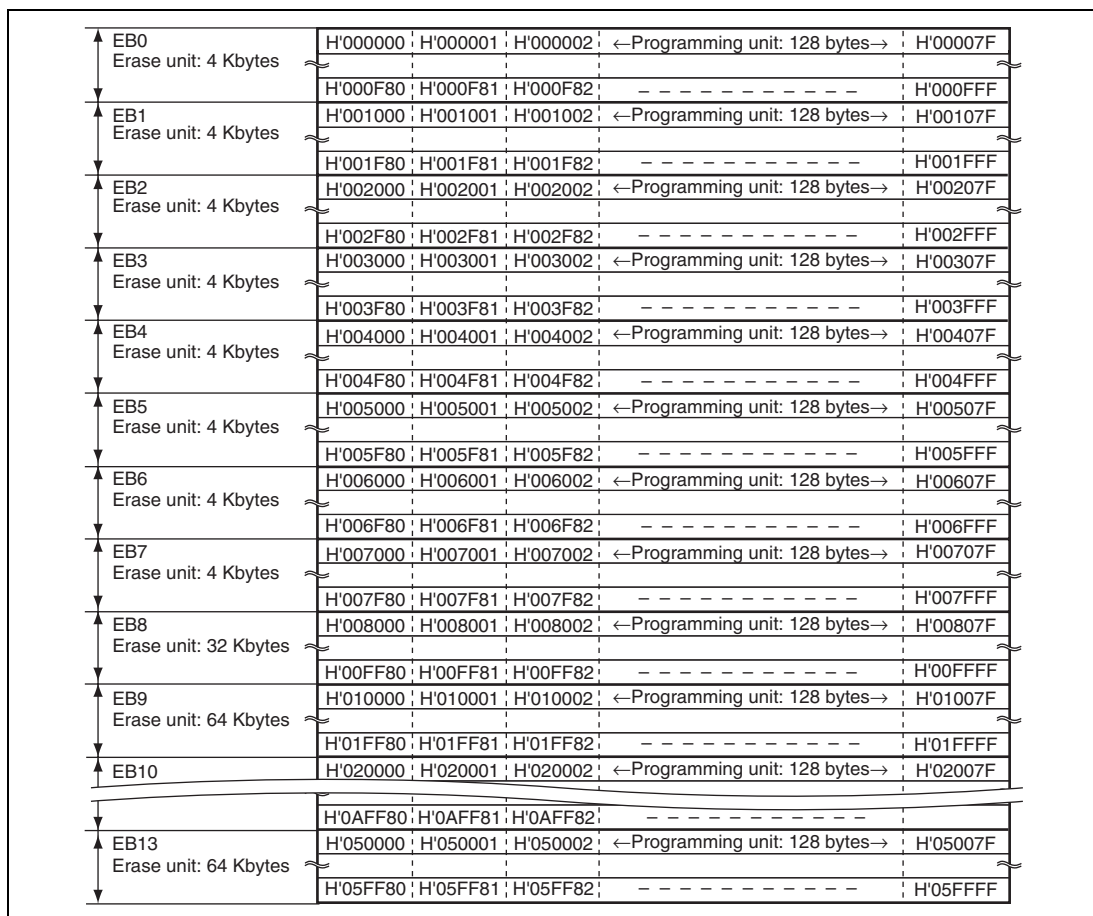 EB0 H'000000 H'000001 H'000002 ←Programming unit: 128 bytes→ H'00007F
Erase unit: 4 Kbytes
H'000F80 H'000F81 H'000F82 – – – – – – – – – – – H'000FFF
EB1 H'001000 H'001001 H'001002 ←Programming unit: 128 bytes→ H'00107F
Erase unit: 4 Kbytes
H'001F80 H'001F81 H'001F82 – – – – – – – – – – – H'001FFF
EB2 H'002000 H'002001 H'002002 ←Programming unit: 128 bytes→ H'00207F
Erase unit: 4 Kbytes
H'002F80 H'002F81 H'002F82 – – – – – – – – – – – H'002FFF
EB3 H'003000 H'003001 H'003002 ←Programming unit: 128 bytes→ H'00307F
Erase unit: 4 Kbytes
H'003F80 H'003F81 H'003F82 – – – – – – – – – – – H'003FFF
EB4 H'004000 H'004001 H'004002 ←Programming unit: 128 bytes→ H'00407F
Erase unit: 4 Kbytes
H'004F80 H'004F81 H'004F82 – – – – – – – – – – – H'004FFF
EB5 H'005000 H'005001 H'005002 ←Programming unit: 128 bytes→ H'00507F
Erase unit: 4 Kbytes
H'005F80 H'005F81 H'005F82 – – – – – – – – – – – H'005FFF
EB6 H'006000 H'006001 H'006002 ←Programming unit: 128 bytes→ H'00607F
Erase unit: 4 Kbytes
H'006F80 H'006F81 H'006F82 – – – – – – – – – – – H'006FFF
EB7 H'007000 H'007001 H'007002 ←Programming unit: 128 bytes→ H'00707F
Erase unit: 4 Kbytes
H'007F80 H'007F81 H'007F82 – – – – – – – – – – – H'007FFF
EB8 H'008000 H'008001 H'008002 ←Programming unit: 128 bytes→ H'00807F
Erase unit: 32 Kbytes
H'00FF80 H'00FF81 H'00FF82 – – – – – – – – – – – H'00FFFF
EB9 H'010000 H'010001 H'010002 ←Programming unit: 128 bytes→ H'01007F
Erase unit: 64 Kbytes
H'01FF80 H'01FF81 H'01FF82 – – – – – – – – – – – H'01FFFF
EB10 H'020000 H'020001 H'020002 ←Programming unit: 128 bytes→ H'02007F
H'0AFF80 H'0AFF81 H'0AFF82 – – – – – – – – – – –
EB13 H'050000 H'050001 H'050002 ←Programming unit: 128 bytes→ H'05007F
Erase unit: 64 Kbytes
H'05FF80 H'05FF81 H'05FF82 – – – – – – – – – – – H'05FFFF